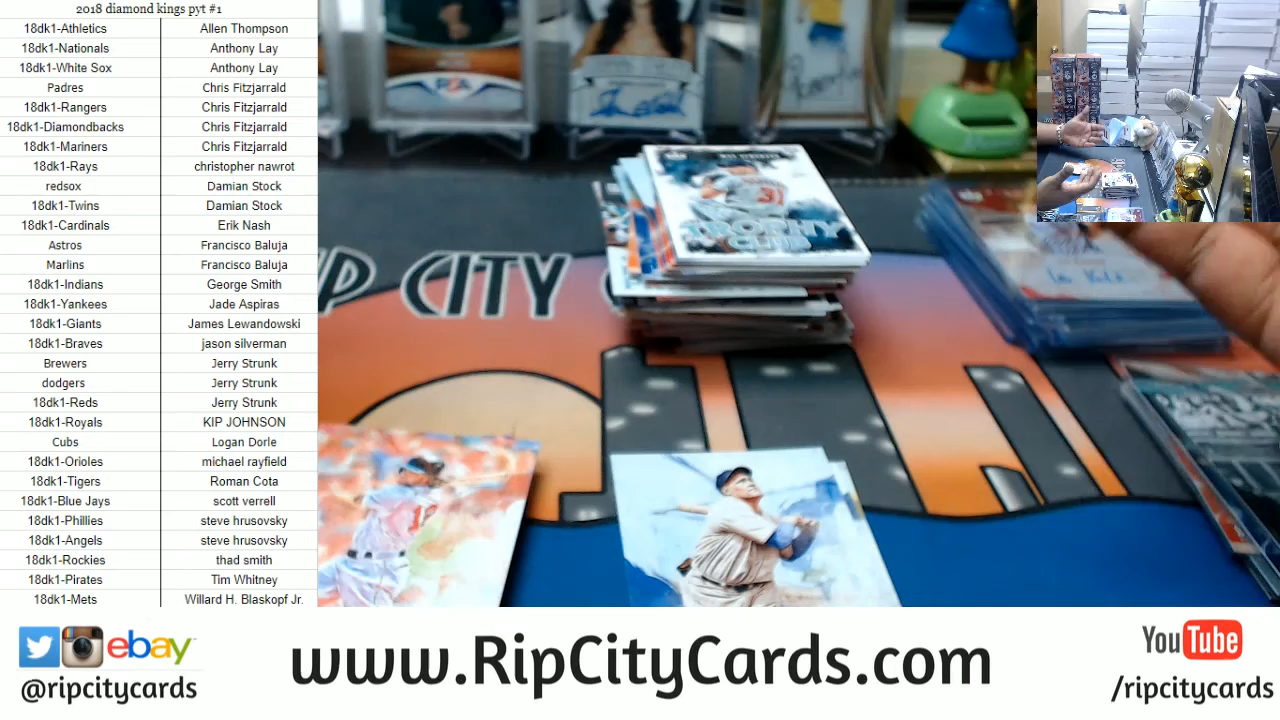 2018 diamond kings pyt #1
18dk1-Athletics Allen Thompson
18dk1-Nationals Anthony Lay
18dk1-White Sox Anthony Lay
Padres Chris Fitzjarrald
18dk1-Rangers Chris Fitzjarrald
18dk1-Diamondbacks Chris Fitzjarrald
18dk1-Mariners Chris Fitzjarrald
18dk1-Rays christopher nawrot
redsox Damian Stock
18dk1-Twins Damian Stock
18dk1-Cardinals Erik Nash
Astros Francisco Baluja
Marlins Francisco Baluja
18dk1-Indians George Smith
18dk1-Yankees Jade Aspiras
18dk1-Giants James Lewandowski
18dk1-Braves jason silverman
Brewers Jerry Strunk
dodgers Jerry Strunk
18dk1-Reds Jerry Strunk
18dk1-Royals KIP JOHNSON
Cubs Logan Dorle
18dk1-Orioles michael rayfield
18dk1-Tigers Roman Cota
18dk1-Blue Jays scott verrell
18dk1-Phillies steve hrusovsky
18dk1-Angels steve hrusovsky
18dk1-Rockies thad smith
18dk1-Pirates Tim Whitney
18dk1-Mets Willard H. Blaskopf Jr.
31
TROPHY
CLUB
P CITY
ebay
@ripcitycards
www.RipCityCards.com
YouTube
/ripcitycards